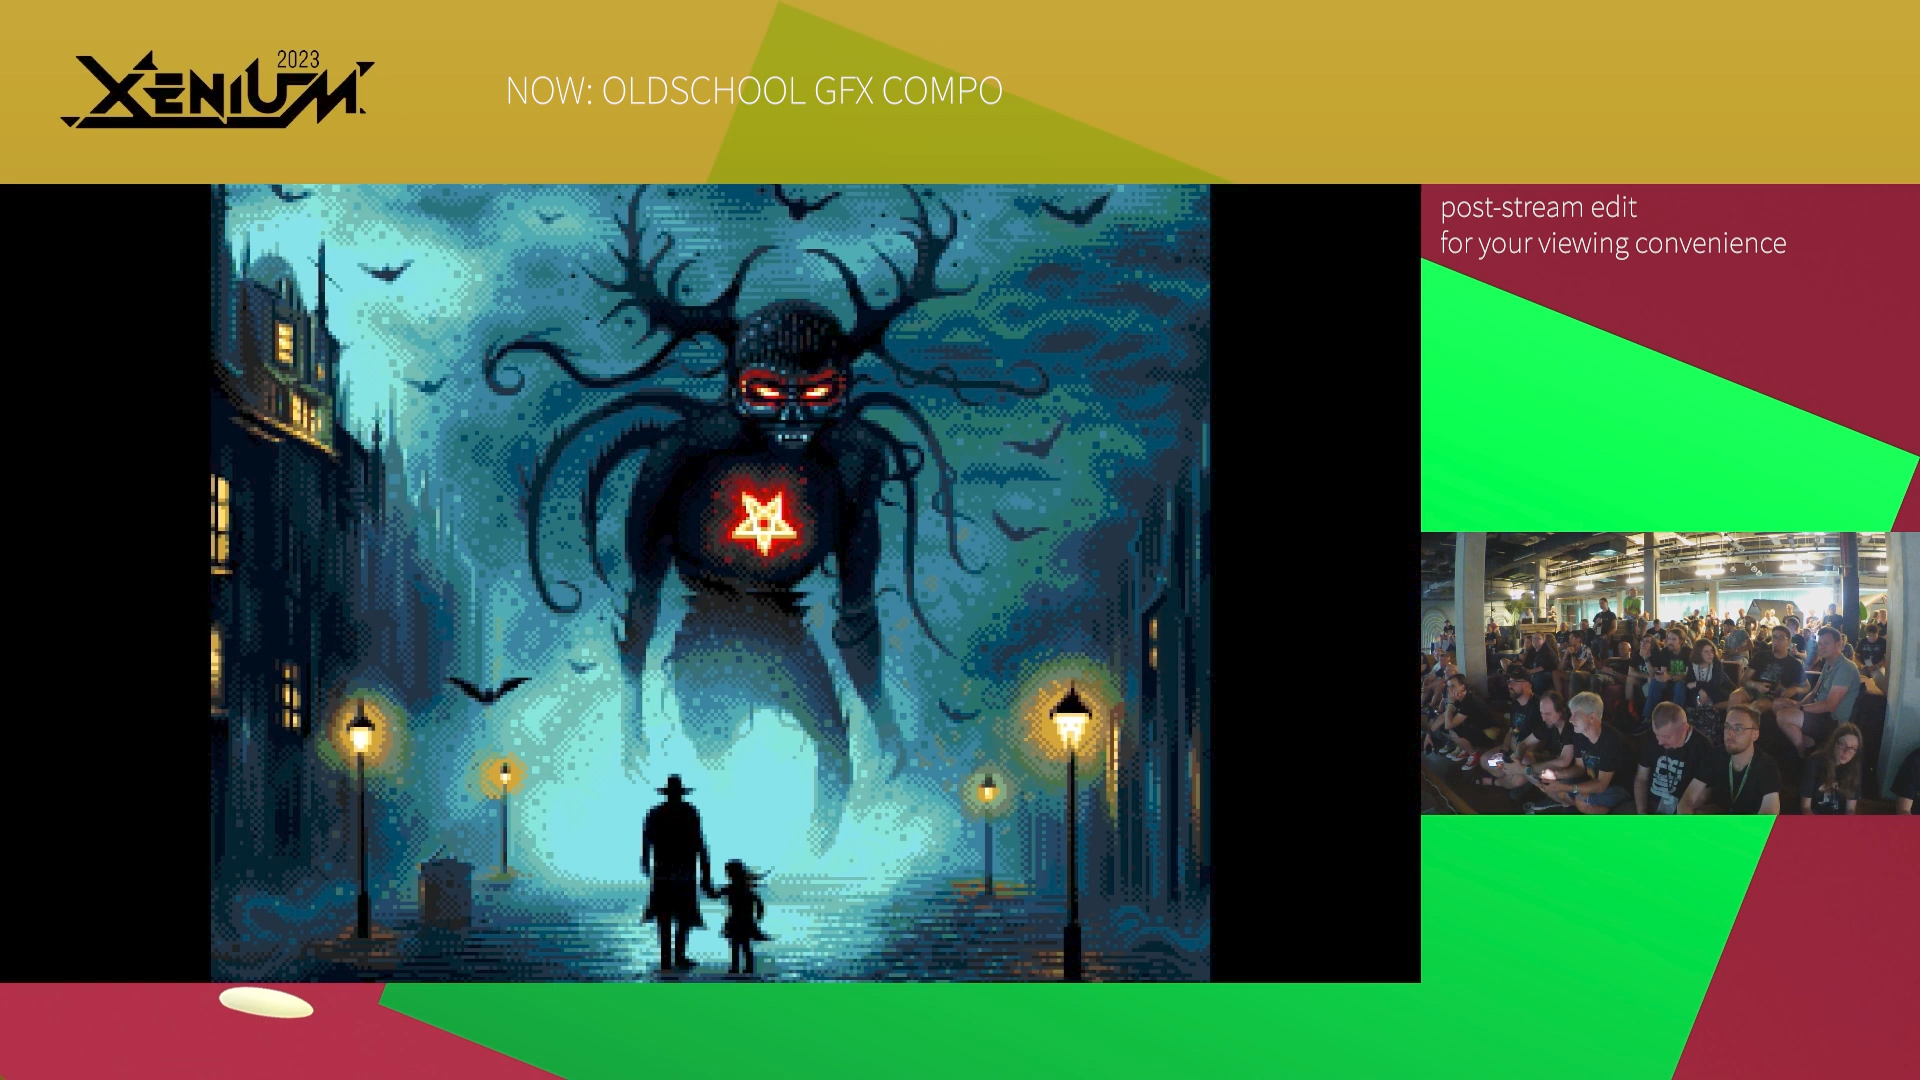 XENIUM
2023
NOW: OLDSCHOOL GFX COMPO
post-stream edit
for your viewing convenience